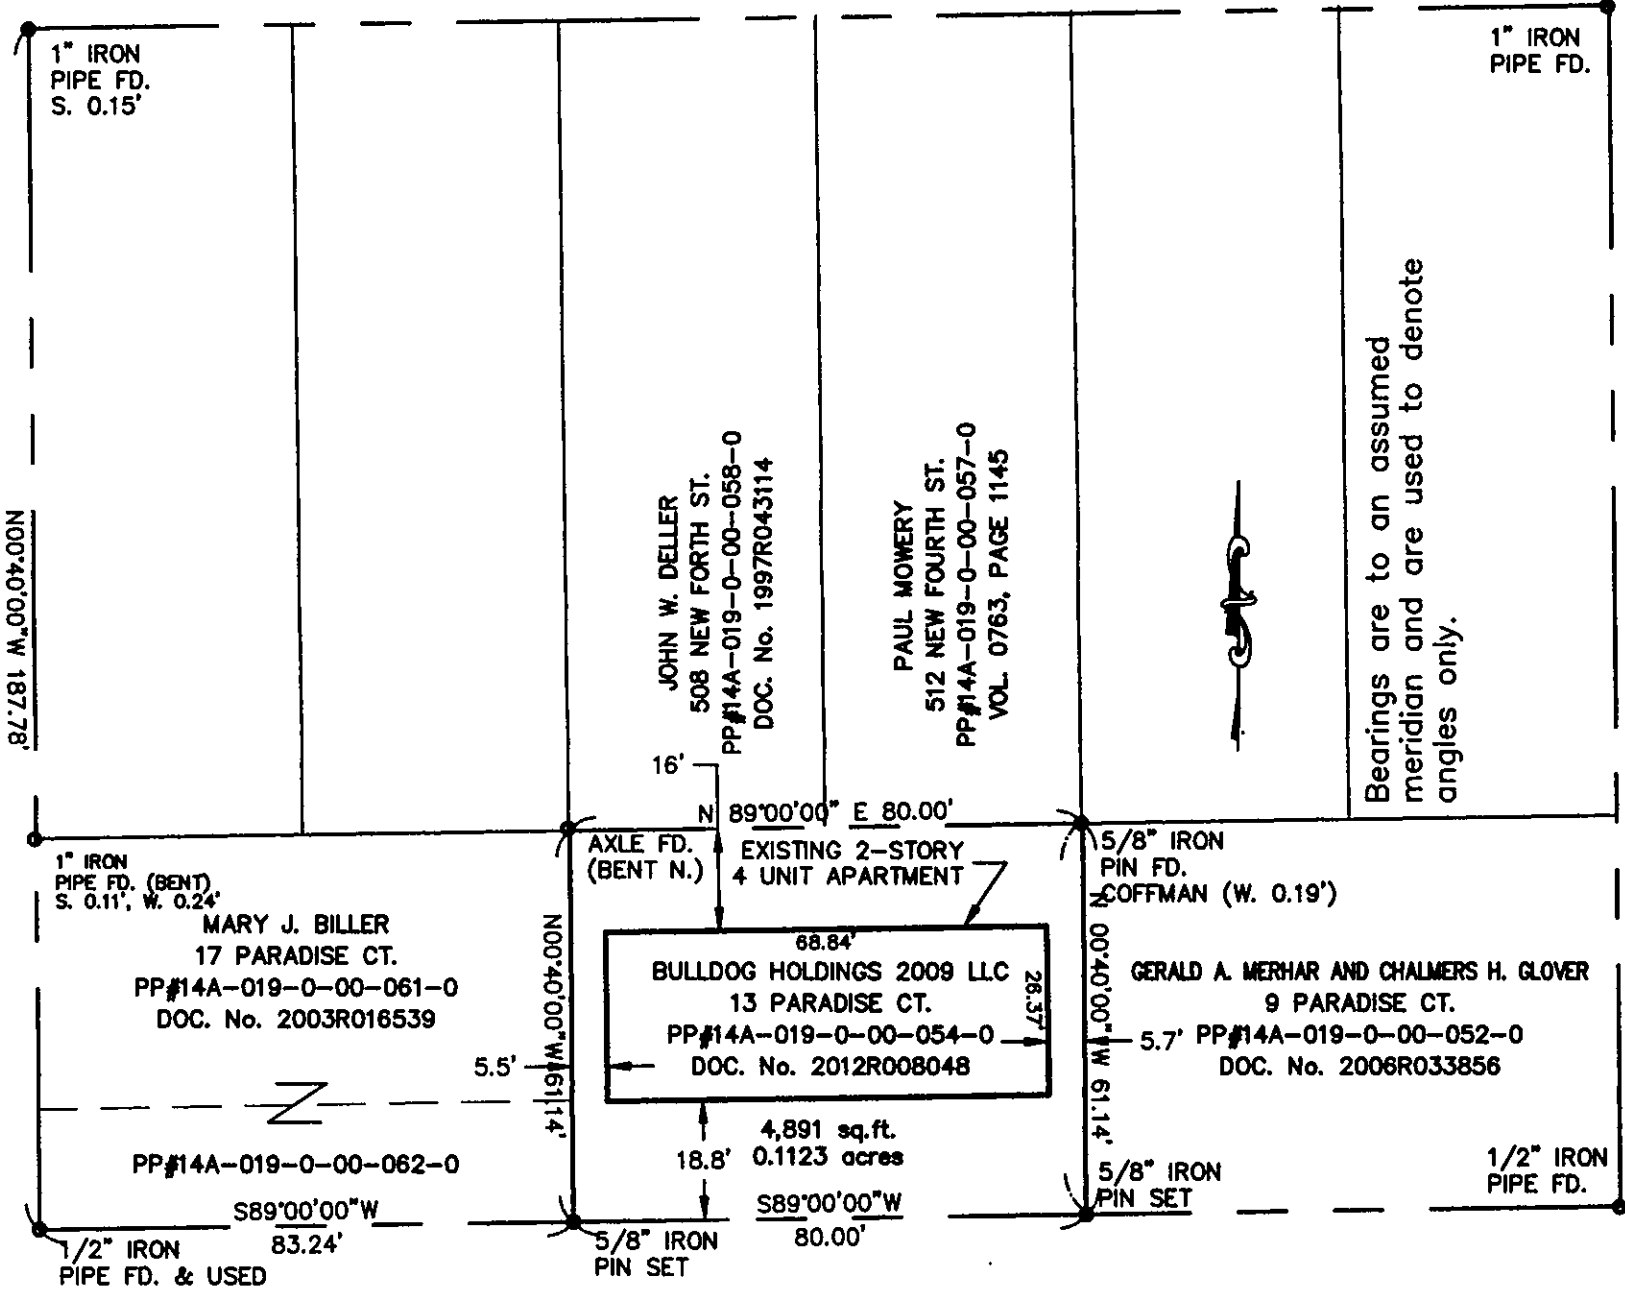 1" IRON
PIPE FD.
S. 0.15'
1" IRON
PIPE FD.
N00°40'00"W 187.78'
JOHN W. DELLER
508 NEW FORTH ST.
PP#14A-019-0-00-058-0
DOC. No. 1997R043114
PAUL MOWERY
512 NEW FOURTH ST.
PP#14A-019-0-00-057-0
VOL. 0763, PAGE 1145
Bearings are to an assumed
meridian and are used to denote
angles only.
16'
N 89°00'00" E 80.00'
1" IRON
PIPE FD. (BENT)
S. 0.11', W. 0.24'
AXLE FD.
(BENT N.)
EXISTING 2-STORY
4 UNIT APARTMENT
5/8" IRON
PIN FD.
COFFMAN (W. 0.19')
MARY J. BILLER
17 PARADISE CT.
PP#14A-019-0-00-061-0
DOC. No. 2003R016539
N00°40'00"W 61.14'
5.5'
68.84'
26.37'
BULLDOG HOLDINGS 2009 LLC
13 PARADISE CT.
PP#14A-019-0-00-054-0
DOC. No. 2012R008048
N 00°40'00"W 61.14'
5.7'
GERALD A. MERHAR AND CHALMERS H. GLOVER
9 PARADISE CT.
PP#14A-019-0-00-052-0
DOC. No. 2006R033856
PP#14A-019-0-00-062-0
18.8'
4,891 sq.ft.
0.1123 acres
5/8" IRON
PIN SET
1/2" IRON
PIPE FD.
S89°00'00"W
83.24'
S89°00'00"W
80.00'
1/2" IRON
PIPE FD. & USED
5/8" IRON
PIN SET